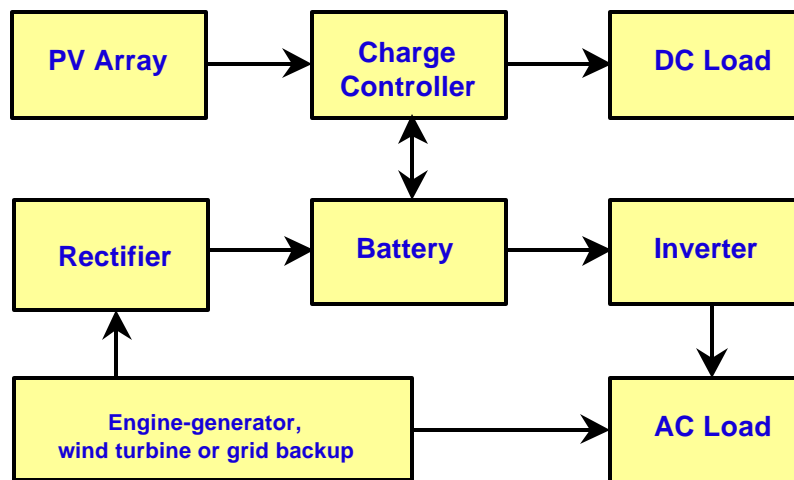 PV Array
Charge
Controller
DC Load
Rectifier
Battery
Inverter
Engine-generator,
wind turbine or grid backup
AC Load